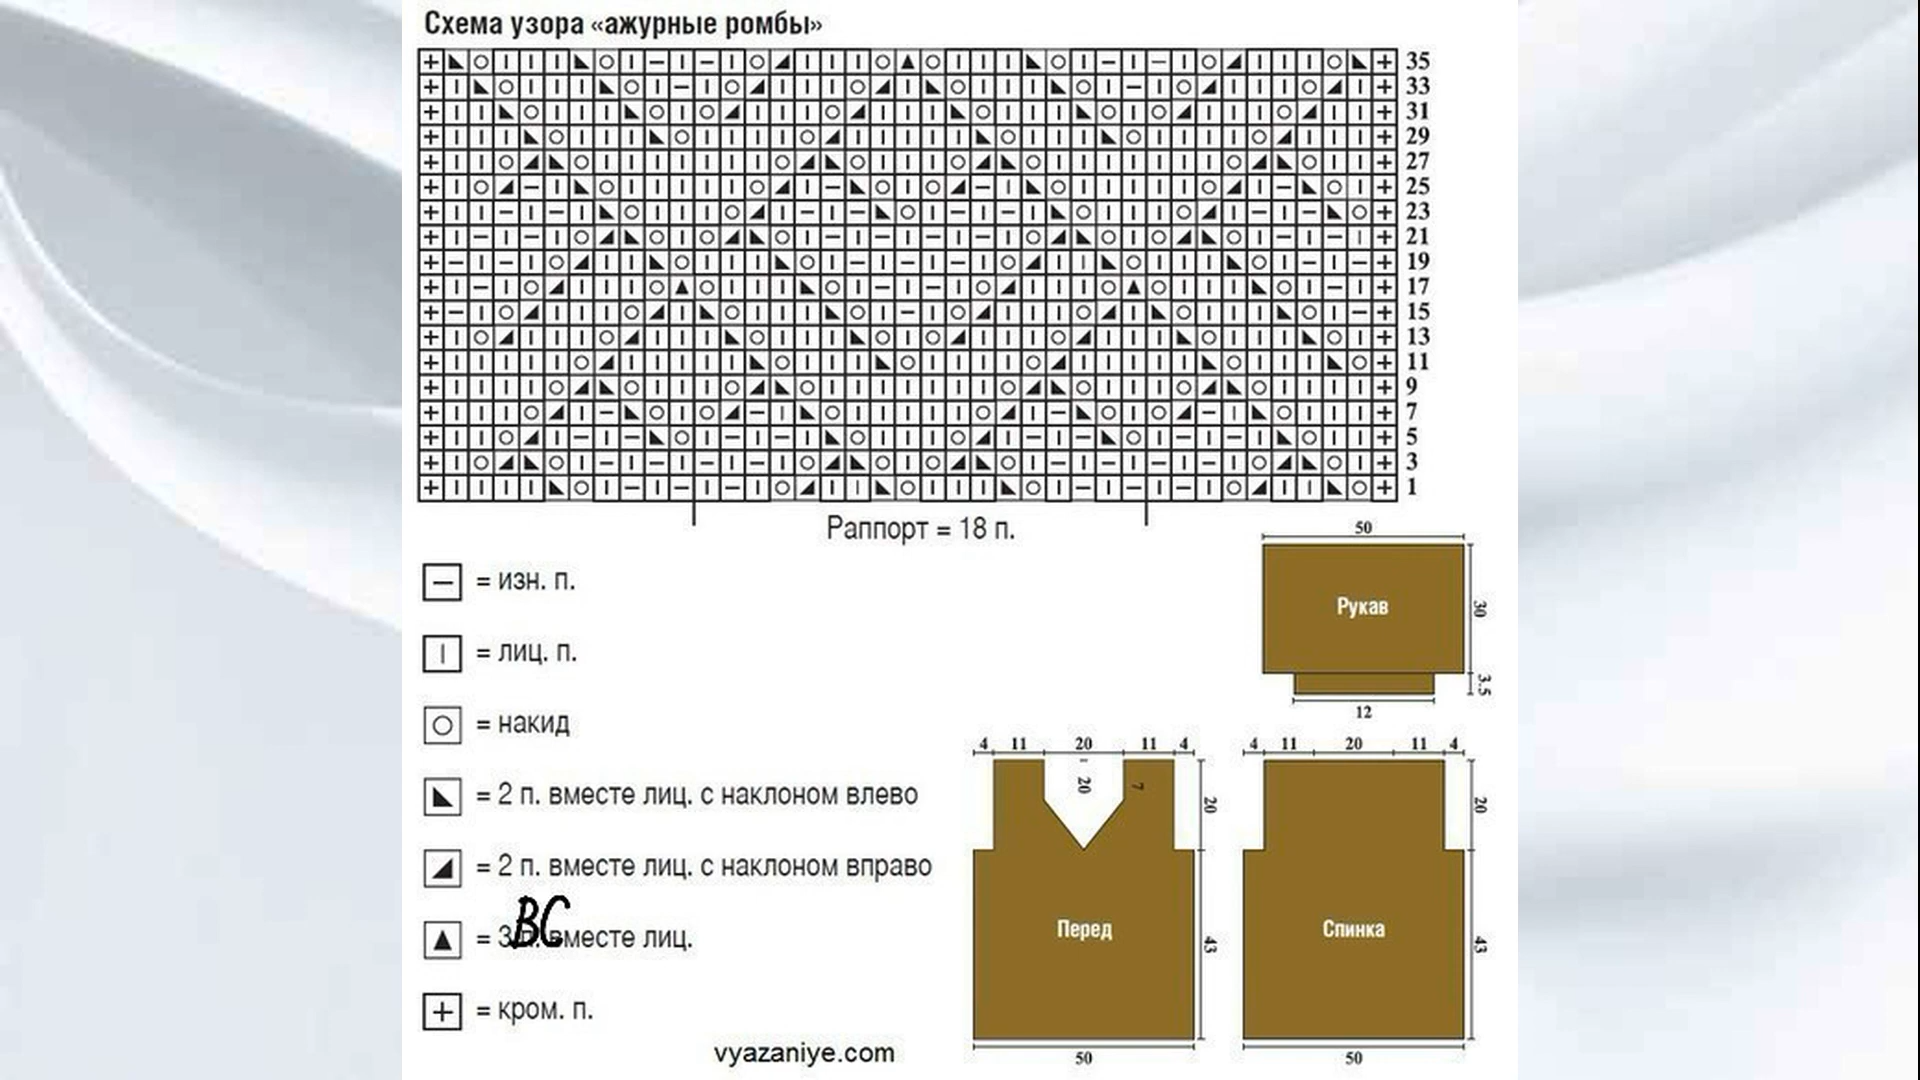 Схема узора «ажурные ромбы»
35
33
31
29
27
25
23
21
19
17
15
13
11
9
7
5
3
1
Раппорт = 18 п.
= изн. п.
= лиц. п.
= накид
= 2 п. вместе лиц. с наклоном влево
= 2 п. вместе лиц. с наклоном вправо
ВС
= 3 п. вместе лиц.
= кром. п.
vyazaniye.com
50
Рукав
30
3.5
12
4 11 20 11 4
20
7
20
Перед
43
50
4 11 20 11 4
20
Спинка
43
50